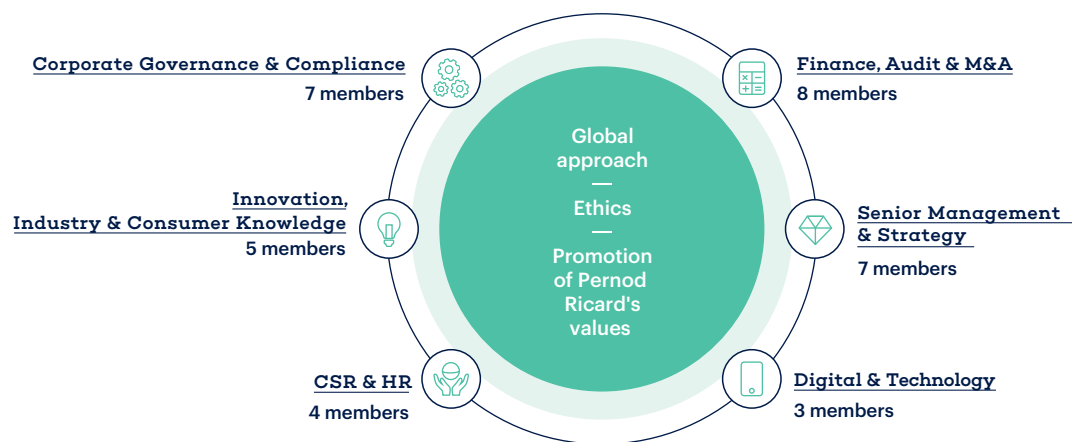 Corporate Governance & Compliance
7 members
Finance, Audit & M&A
8 members
Innovation,
Industry & Consumer Knowledge
5 members
Global
approach
Ethics
Promotion
of Pernod
Ricard's
values
Senior Management
& Strategy
7 members
CSR & HR
4 members
Digital & Technology
3 members